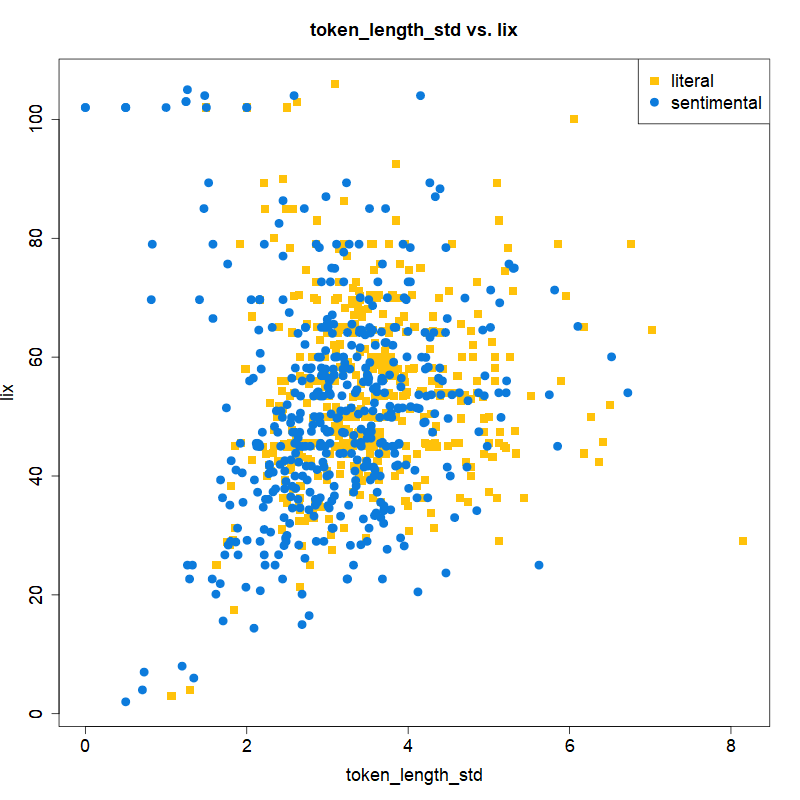 token_length_std vs. lix
literal
sentimental
100
80
60
40
20
0
lix
0 2 4 6 8
token_length_std